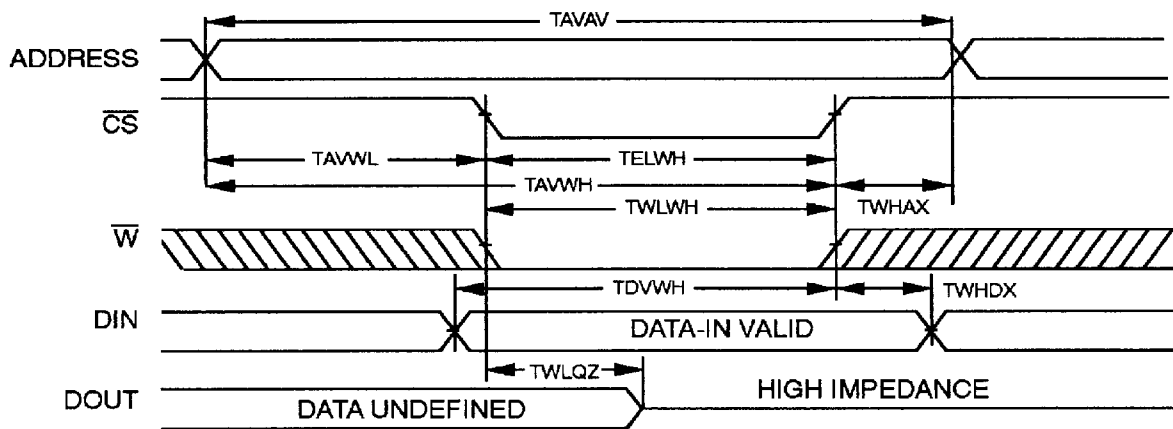 TAVAV
ADDRESS
CS
TAVWL
TELWH
TAVWH
TWLWH
TWHAX
W
TDVWH
TWHDX
DIN
DATA-IN VALID
TWLQZ
DOUT
DATA UNDEFINED
HIGH IMPEDANCE